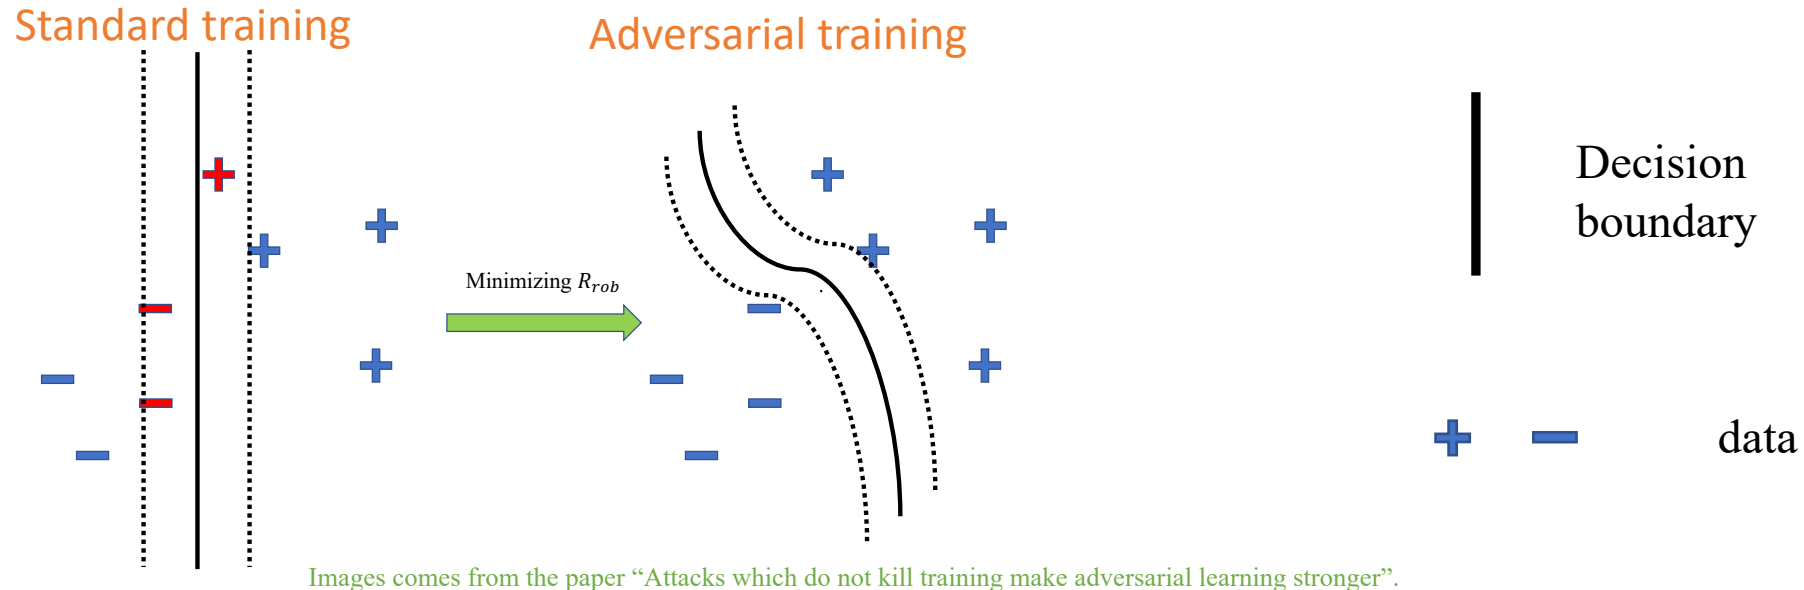 Standard training
Adversarial training
Minimizing R_rob
Decision
boundary
data
Images comes from the paper “Attacks which do not kill training make adversarial learning stronger”.